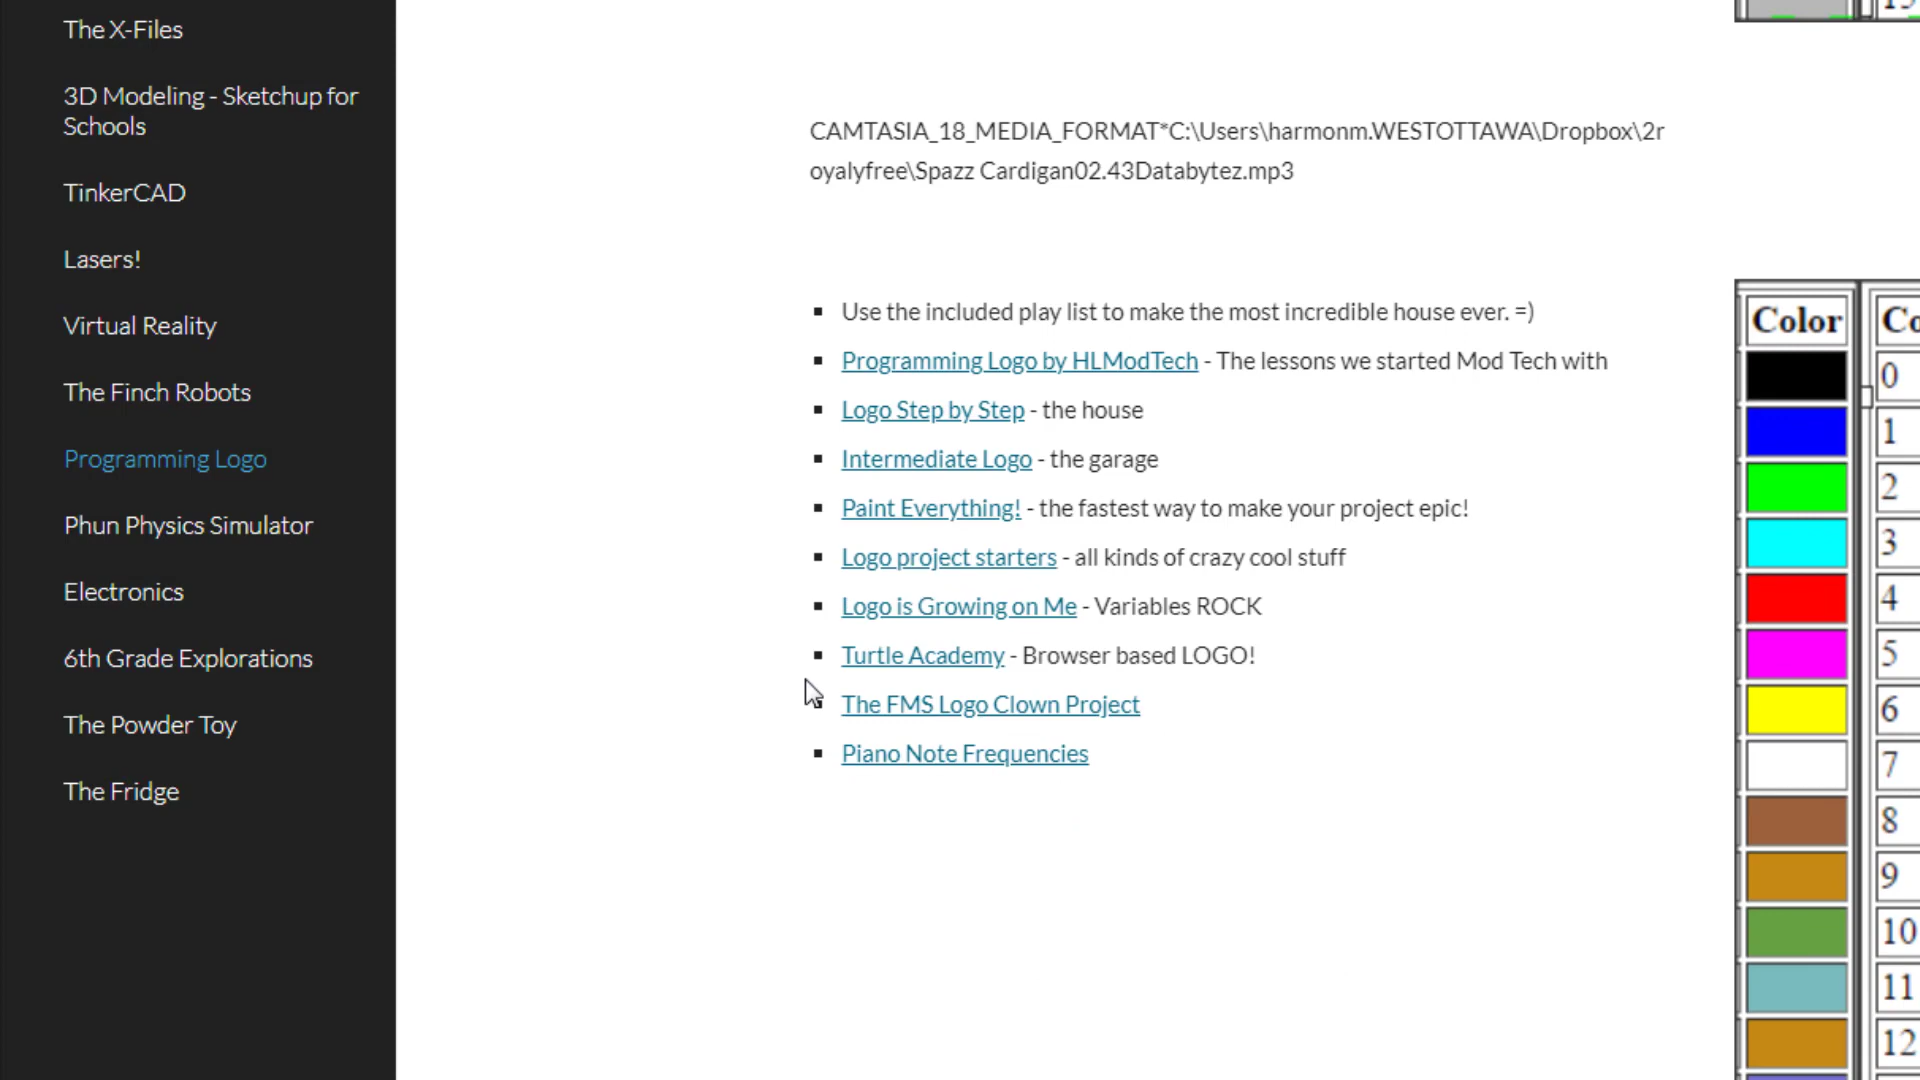 The X-Files
3D Modeling - Sketchup for
Schools
TinkerCAD
Lasers!
Virtual Reality
The Finch Robots
Programming Logo
Phun Physics Simulator
Electronics
6th Grade Explorations
The Powder Toy
The Fridge
CAMTASIA_18_MEDIA_FORMAT*C:\Users\harmonm.WESTOTTAWA\Dropbox\2r
oyalyfree\Spazz Cardigan02.43Databytez.mp3
Use the included play list to make the most incredible house ever. =)
Programming Logo by HLModTech - The lessons we started Mod Tech with
Logo Step by Step - the house
Intermediate Logo - the garage
Paint Everything! - the fastest way to make your project epic!
Logo project starters - all kinds of crazy cool stuff
Logo is Growing on Me - Variables ROCK
Turtle Academy - Browser based LOGO!
The FMS Logo Clown Project
Piano Note Frequencies
Color
0
1
2
3
4
5
6
7
8
9
10
11
12